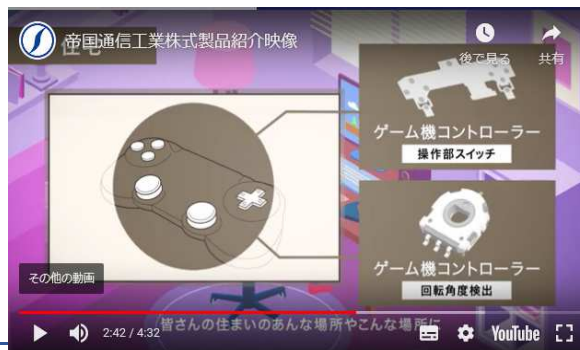 帝国通信工業株式製品紹介映像
住宅
後で見る
共有
ゲーム機コントローラー
操作部スイッチ
ゲーム機コントローラー
回転角度検出
その他の動画
2:42 / 4:32
皆さんの住まいのあんな場所やこんな場所に
YouTube